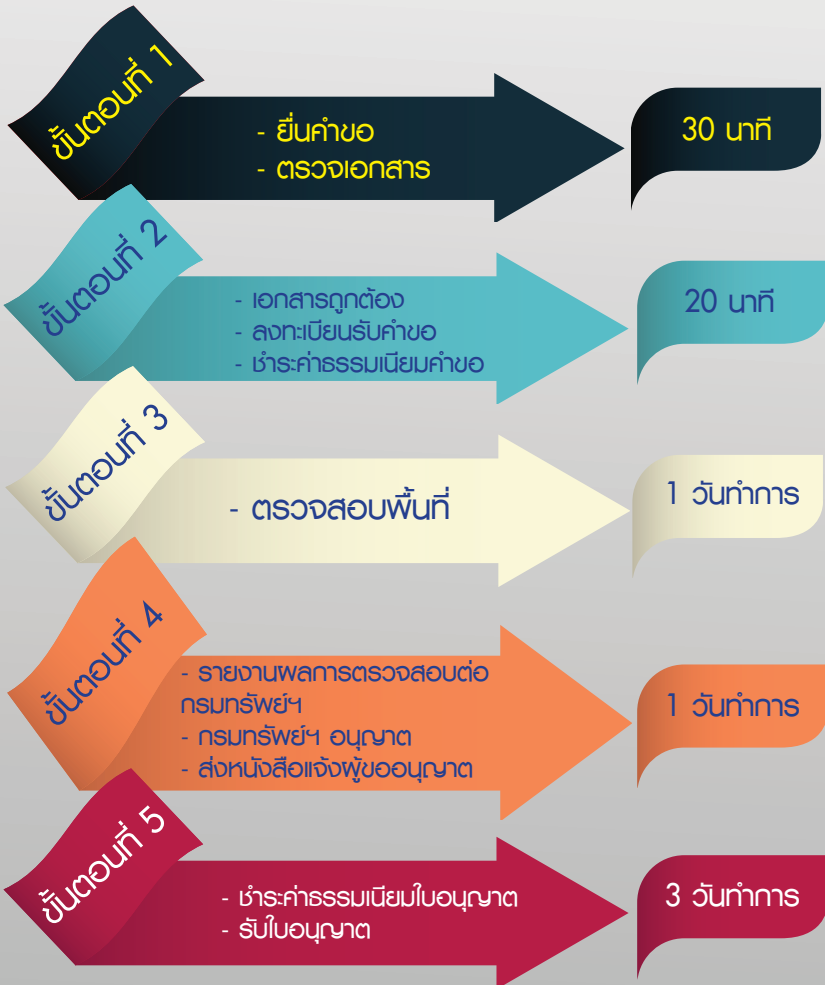 ขั้นตอนที่ 1
- ยื่นคำขอ
- ตรวจเอกสาร
30 นาที
ขั้นตอนที่ 2
- เอกสารถูกต้อง
- ลงทะเบียนรับคำขอ
- ชำระค่าธรรมเนียมคำขอ
20 นาที
ขั้นตอนที่ 3
- ตรวจสอบพื้นที่
1 วันทำการ
ขั้นตอนที่ 4
- รายงานผลการตรวจสอบต่อ
กรมทรัพย์ฯ
- กรมทรัพย์ฯ อนุญาต
- ส่งหนังสือแจ้งผู้ขออนุญาต
1 วันทำการ
ขั้นตอนที่ 5
- ชำระค่าธรรมเนียมใบอนุญาต
- รับใบอนุญาต
3 วันทำการ